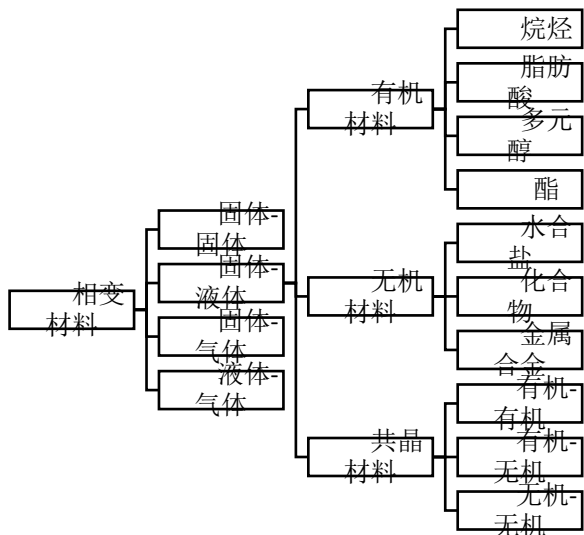 相变
材料
固体-
固体
固体-
液体
固体-
气体
液体-
气体
有机
材料
无机
材料
共晶
材料
烷烃
脂肪
酸
多元
醇
酯
水合
盐
化合
物
金属
合金
有机-
有机
有机-
无机
无机-
无机